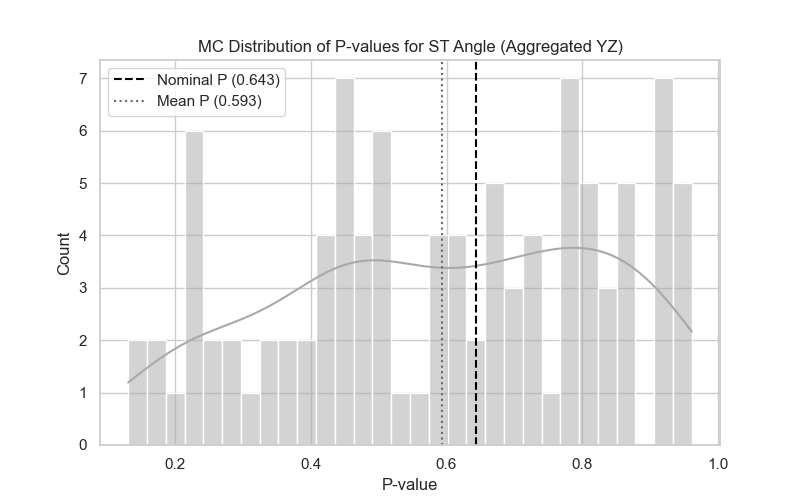 MC Distribution of P-values for ST Angle (Aggregated YZ)
Nominal P (0.643)
Mean P (0.593)
7
6
5
4
3
2
1
0
Count
0.2 0.4 0.6 0.8 1.0
P-value